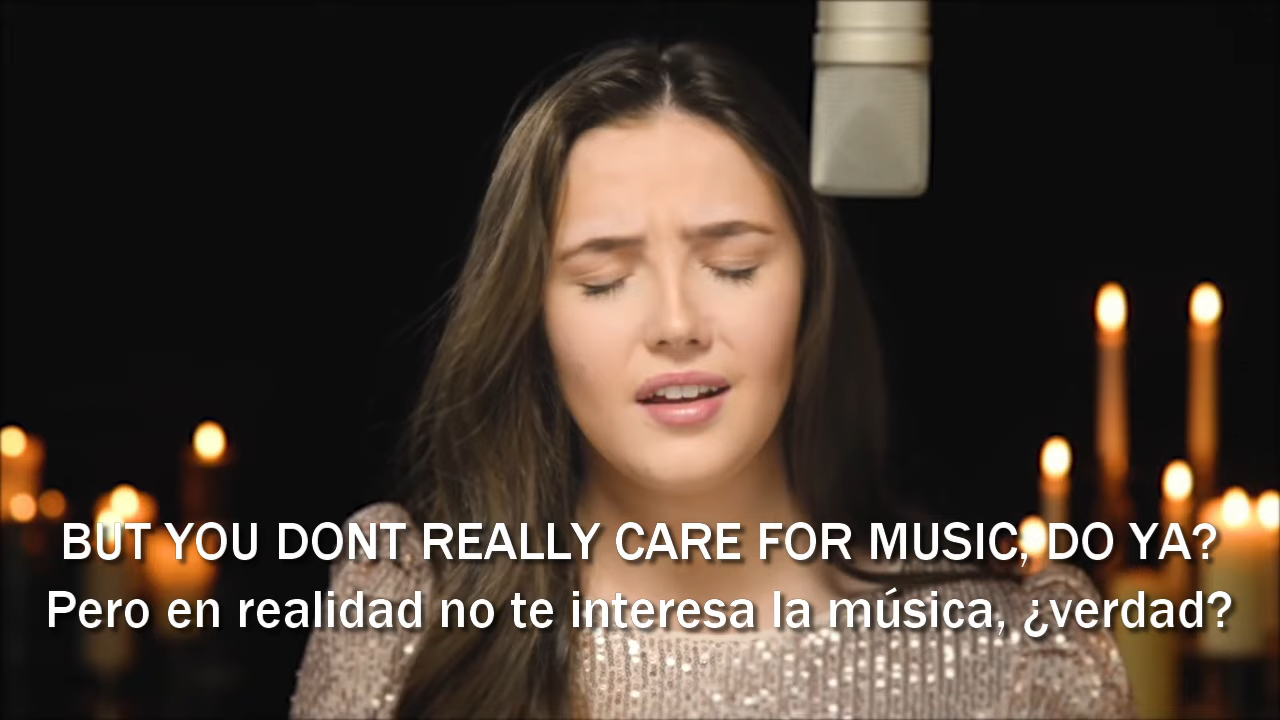 BUT YOU DONT REALLY CARE FOR MUSIC, DO YA?
Pero en realidad no te interesa la música, ¿verdad?